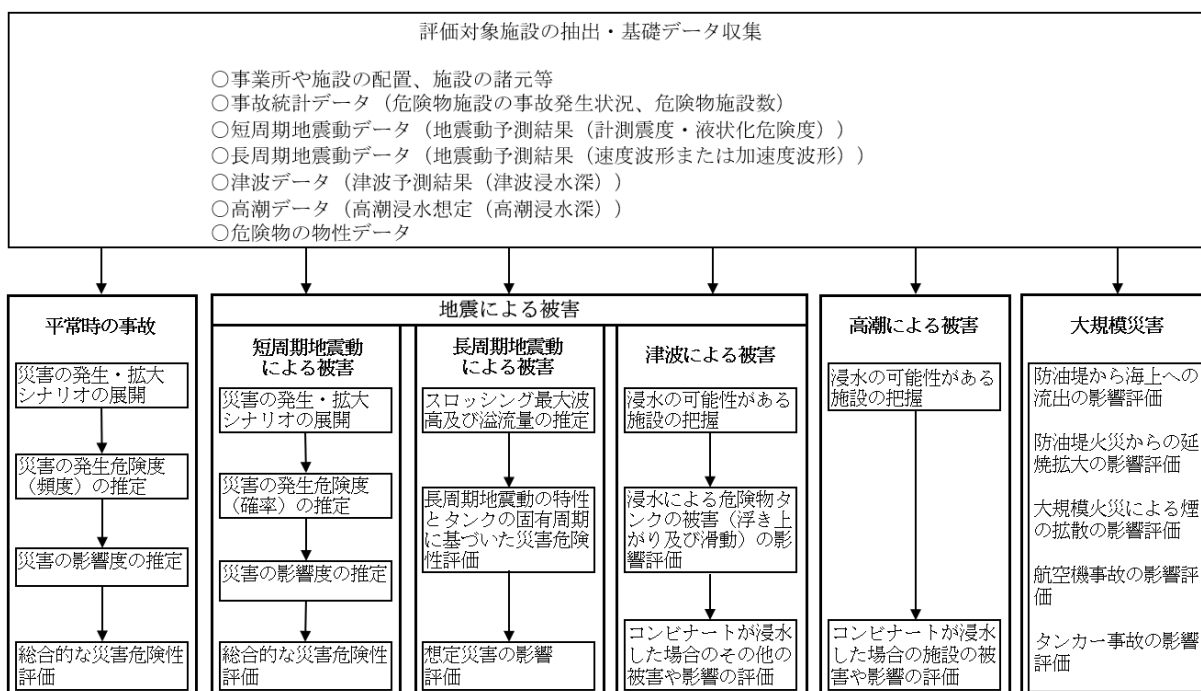 評価対象施設の抽出・基礎データ収集
○事業所や施設の配置、施設の諸元等
○事故統計データ（危険物施設の事故発生状況、危険物施設数）
○短周期地震動データ（地震動予測結果（計測震度・液状化危険度））
○長周期地震動データ（地震動予測結果（速度波形または加速度波形））
○津波データ（津波予測結果（津波浸水深）
○高潮データ（高潮浸水想定（高潮浸水深）
○危険物の物性データ
平常時の事故
災害の発生・拡大
シナリオの展開
災害の発生危険度
（頻度）の推定
災害の影響度の推定
総合的な災害危険性
評価
地震による被害
短周期地震動
による被害
災害の発生・拡大
シナリオの展開
災害の発生危険度
（確率）の推定
災害の影響度の推定
総合的な災害危険性
評価
長周期地震動
による被害
スロッシング最大波
高及び溢流量の推定
長周期地震動の特性
とタンクの固有周期
に基づいた災害危険
性評価
想定災害の影響
評価
津波による被害
浸水の可能性がある
施設の把握
浸水による危険物タ
ンクの被害（浮き上
がり及び滑動）の影
響評価
コンビナートが浸水
した場合のその他の
被害や影響の評価
高潮による被害
浸水の可能性がある
施設の把握
コンビナートが浸水
した場合の施設の被
害や影響の評価
大規模災害
防油堤から海上への
流出の影響評価
防油堤火災からの延
焼拡大の影響評価
大規模火災による煙
の拡散の影響評価
航空機事故の影響評
価
タンカー事故の影響
評価